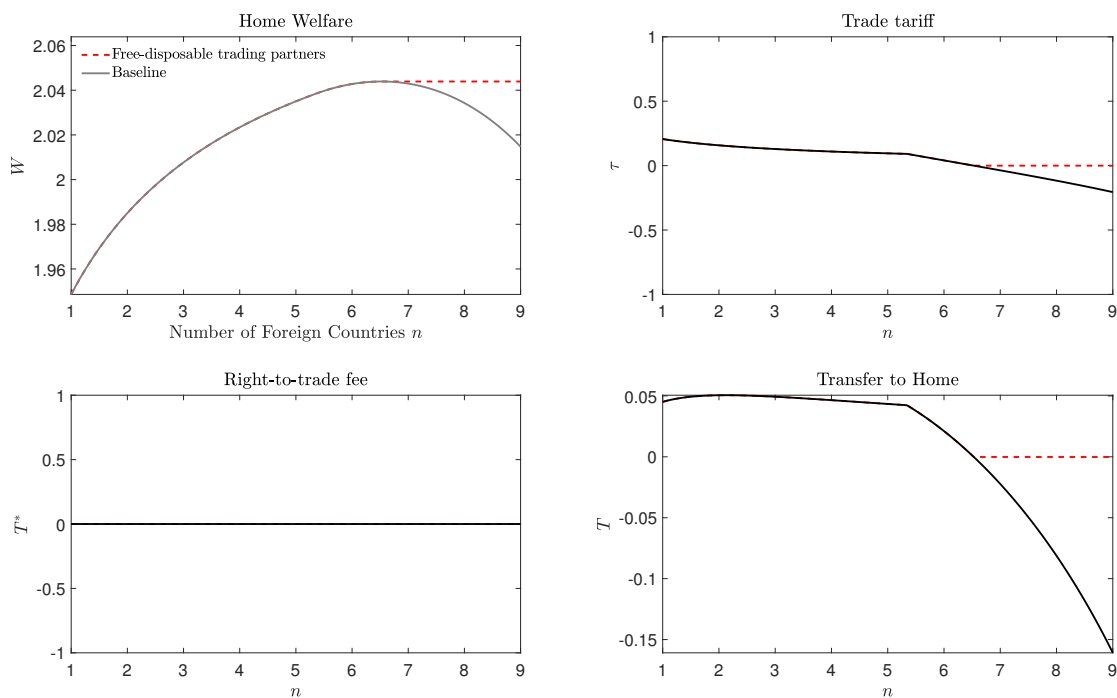 Home Welfare
2.06
2.04
2.02
2
1.98
1.96
W
Free-disposable trading partners
Baseline
1 2 3 4 5 6 7 8 9
Number of Foreign Countries n
Trade tariff
1
0.5
0
-0.5
-1
τ
1 2 3 4 5 6 7 8 9
n
Right-to-trade fee
1
0.5
0
-0.5
-1
T*
1 2 3 4 5 6 7 8 9
n
Transfer to Home
0.05
0
-0.05
-0.1
-0.15
T
1 2 3 4 5 6 7 8 9
n